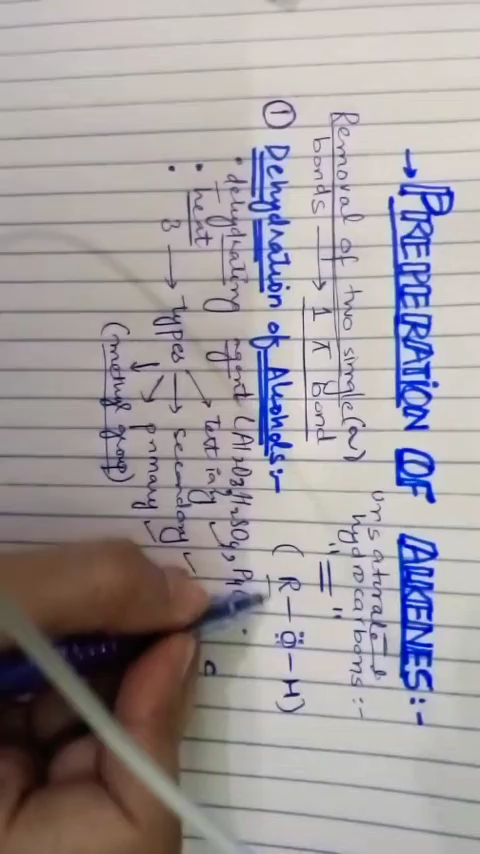 → PREPERATION OF ALKENES:-
unsaturated
hydrocarbons:-
Removal of two single (σ)
bonds → 1 π bond
"="
① Dehydration of Alcohols:-
(R-Ö-H)
• dehydrating agent (Al2O3, H2SO4, P4
• heat
• 3 → types → tertiary
→ secondary
→ primary
(methyl group)